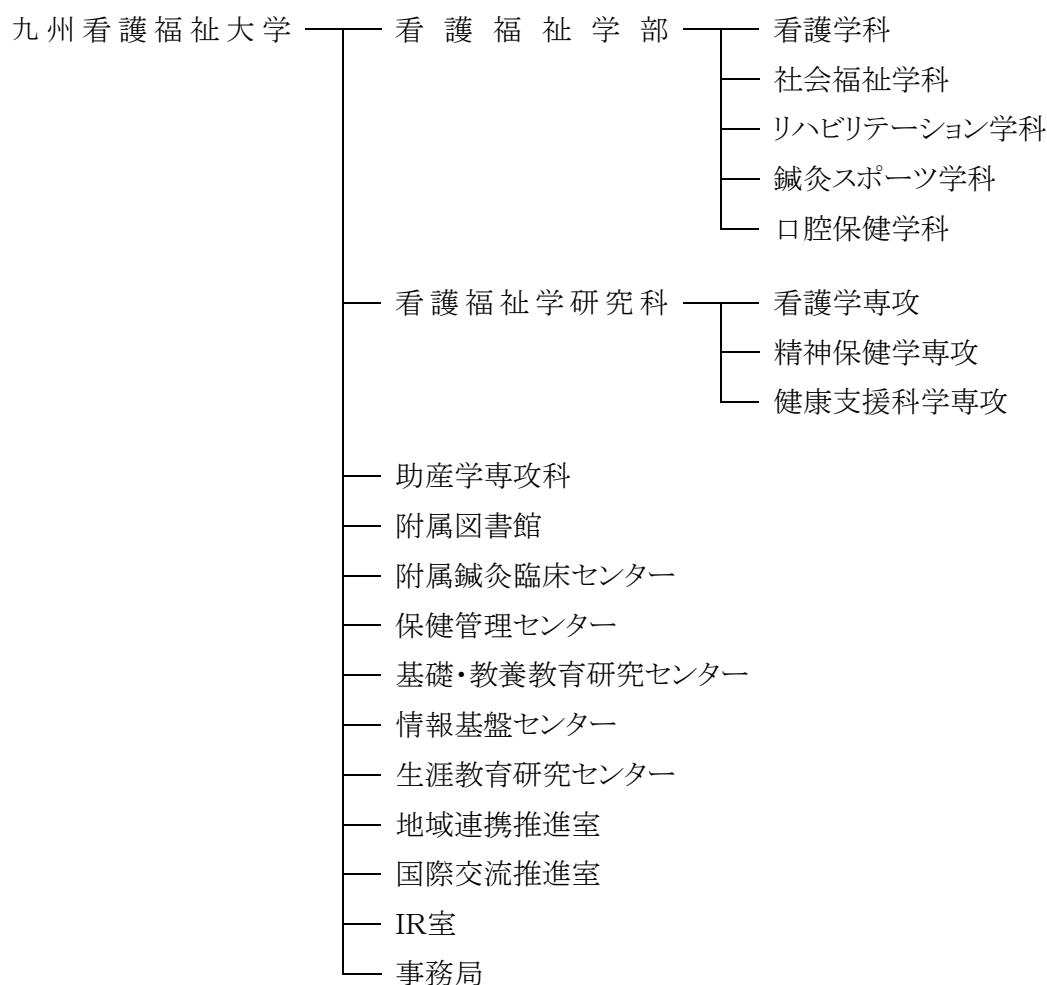 九州看護福祉大学 看護福祉学部 看護学科
社会福祉学科
リハビリテーション学科
鍼灸スポーツ学科
口腔保健学科
看護福祉学研究科 看護学専攻
精神保健学専攻
健康支援科学専攻
助産学専攻科
附属図書館
附属鍼灸臨床センター
保健管理センター
基礎・教養教育研究センター
情報基盤センター
生涯教育研究センター
地域連携推進室
国際交流推進室
IR室
事務局